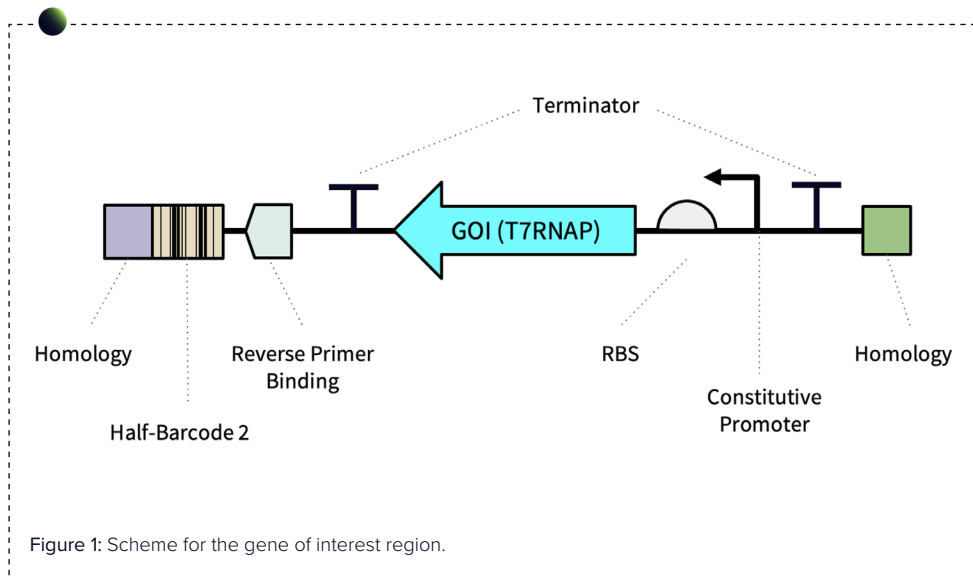 Terminator
GOI (T7RNAP)
Homology
Reverse Primer
Binding
RBS
Homology
Constitutive
Promoter
Half-Barcode 2
Figure 1: Scheme for the gene of interest region.